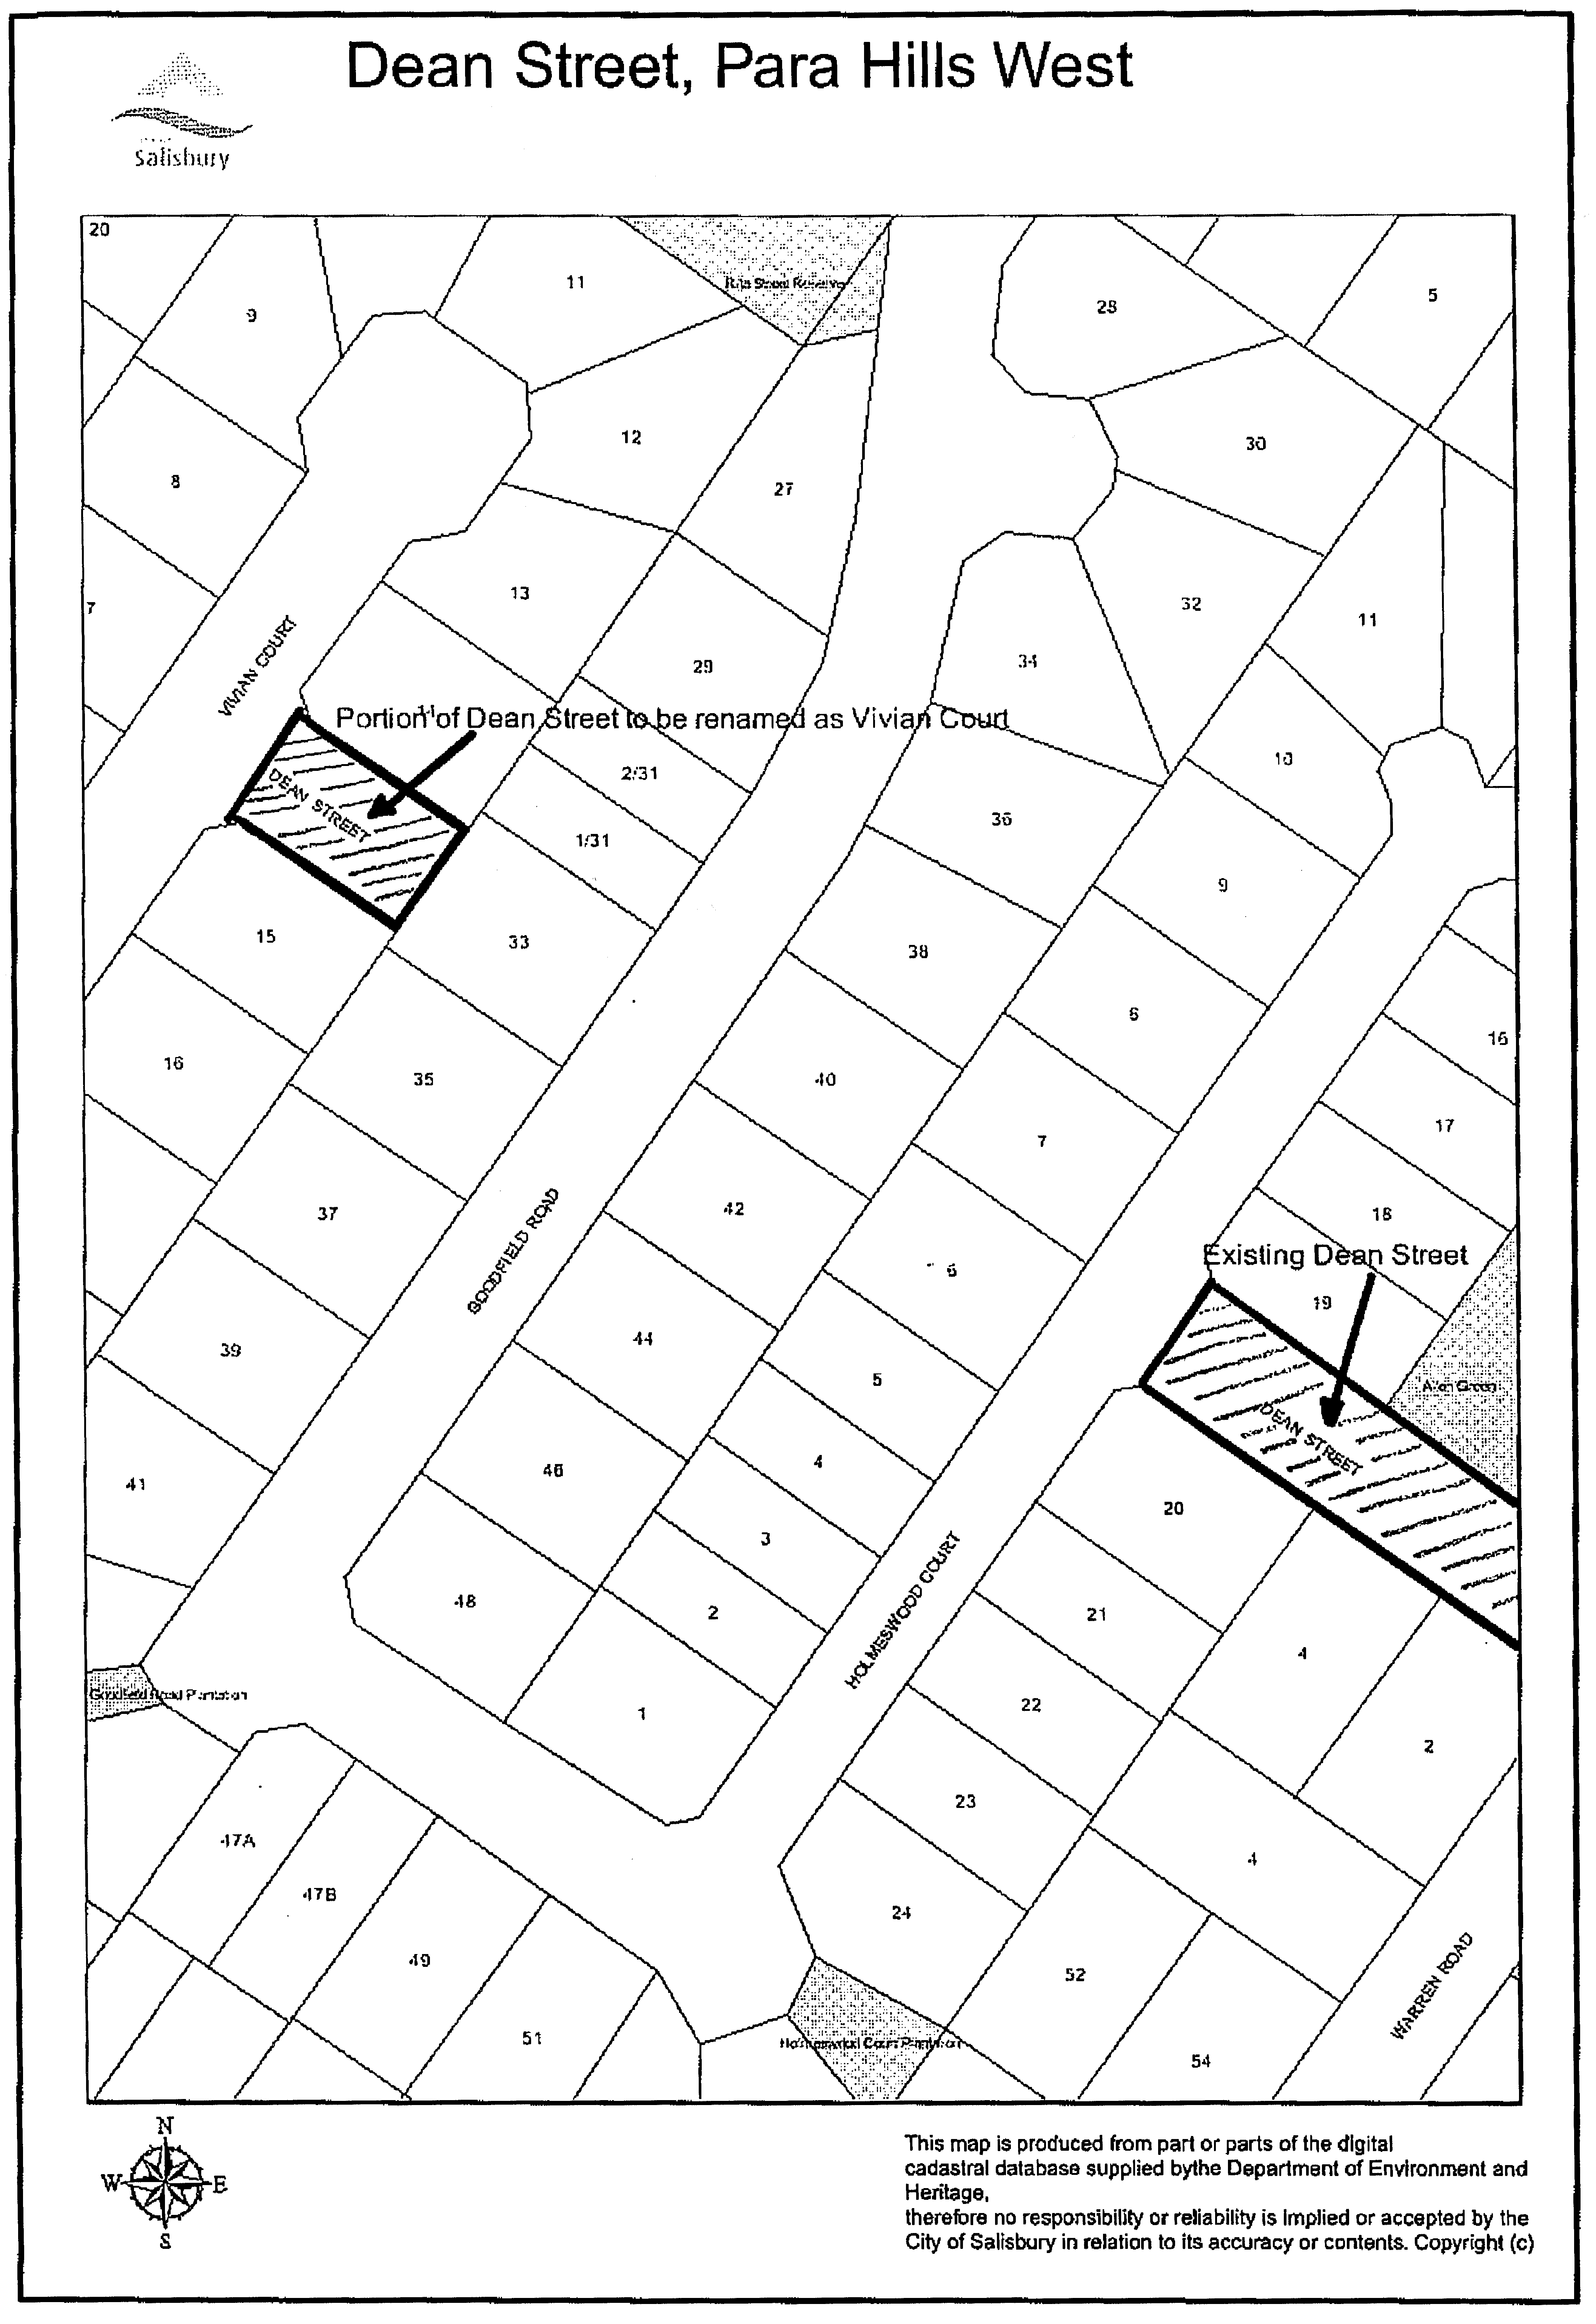 Dean Street, Para Hills West
Salisbury
20
9
11
28
5
12
30
27
8
13
32
11
7
34
29
VIVIAN COURT
Portion of Dean Street to be renamed as Vivian Court
10
2/31
DEAN STREET
36
1/31
9
15
33
38
16
16
35
40
17
7
37
42
18
GOODFIELD ROAD
Existing Dean Street
6
19
44
39
5
DEAN STREET
4
46
41
20
3
48
2
21
HOLMESWOOD COURT
4
Goodfield Road Plantation
22
1
2
23
47A
4
47B
24
49
52
WARREN ROAD
51
54
N
W E
S
This map is produced from part or parts of the digital
cadastral database supplied bythe Department of Environment and
Heritage,
therefore no responsibility or reliability is implied or accepted by the
City of Salisbury in relation to its accuracy or contents. Copyright (c)